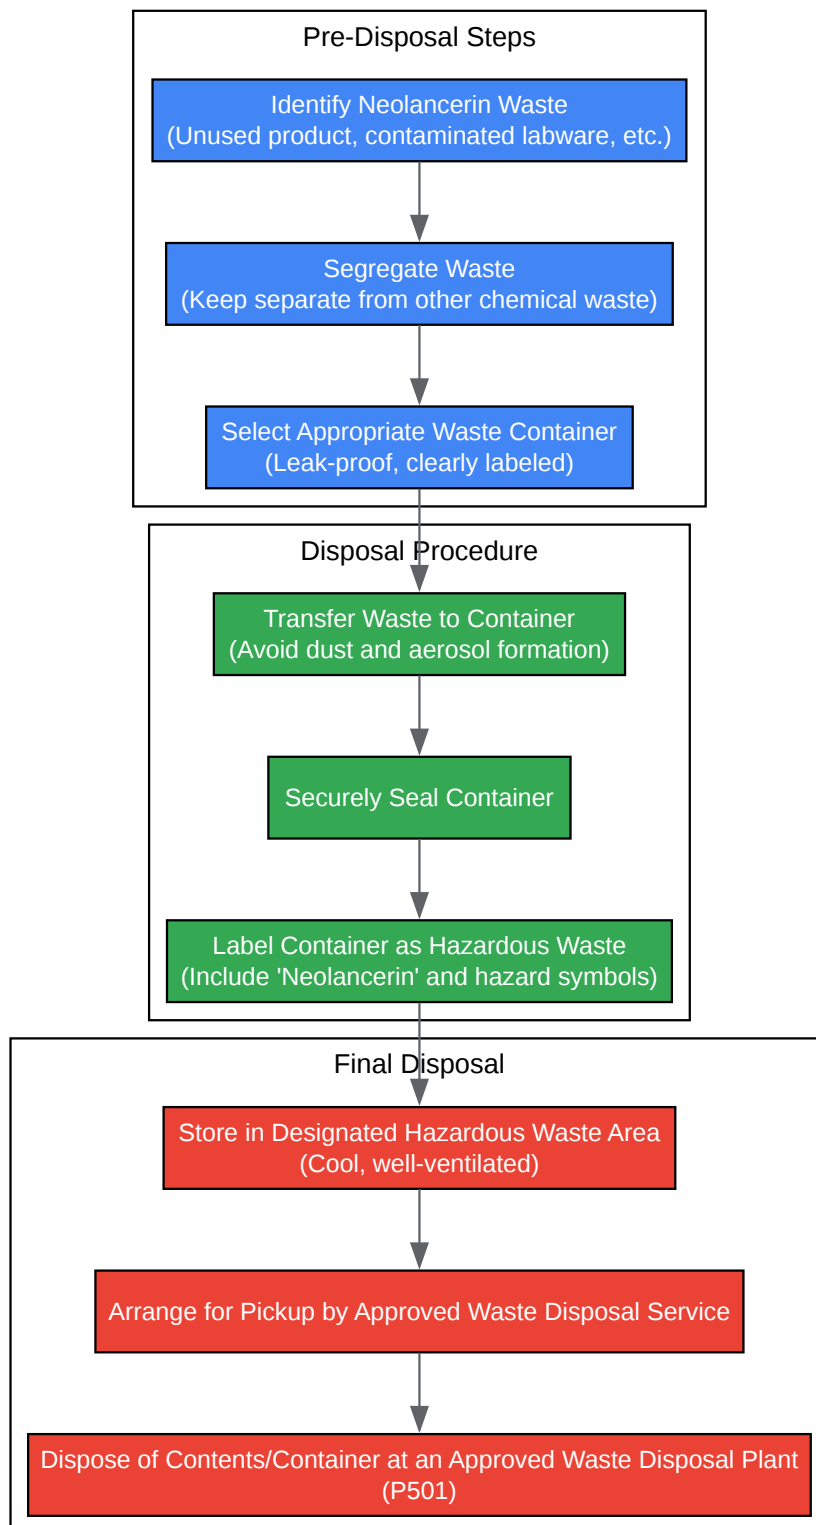 Pre-Disposal Steps
Identify Neolancerin Waste
(Unused product, contaminated labware, etc.)
Segregate Waste
(Keep separate from other chemical waste)
Select Appropriate Waste Container
(Leak-proof, clearly labeled)
Disposal Procedure
Transfer Waste to Container
(Avoid dust and aerosol formation)
Securely Seal Container
Label Container as Hazardous Waste
(Include 'Neolancerin' and hazard symbols)
Final Disposal
Store in Designated Hazardous Waste Area
(Cool, well-ventilated)
Arrange for Pickup by Approved Waste Disposal Service
Dispose of Contents/Container at an Approved Waste Disposal Plant
(P501)